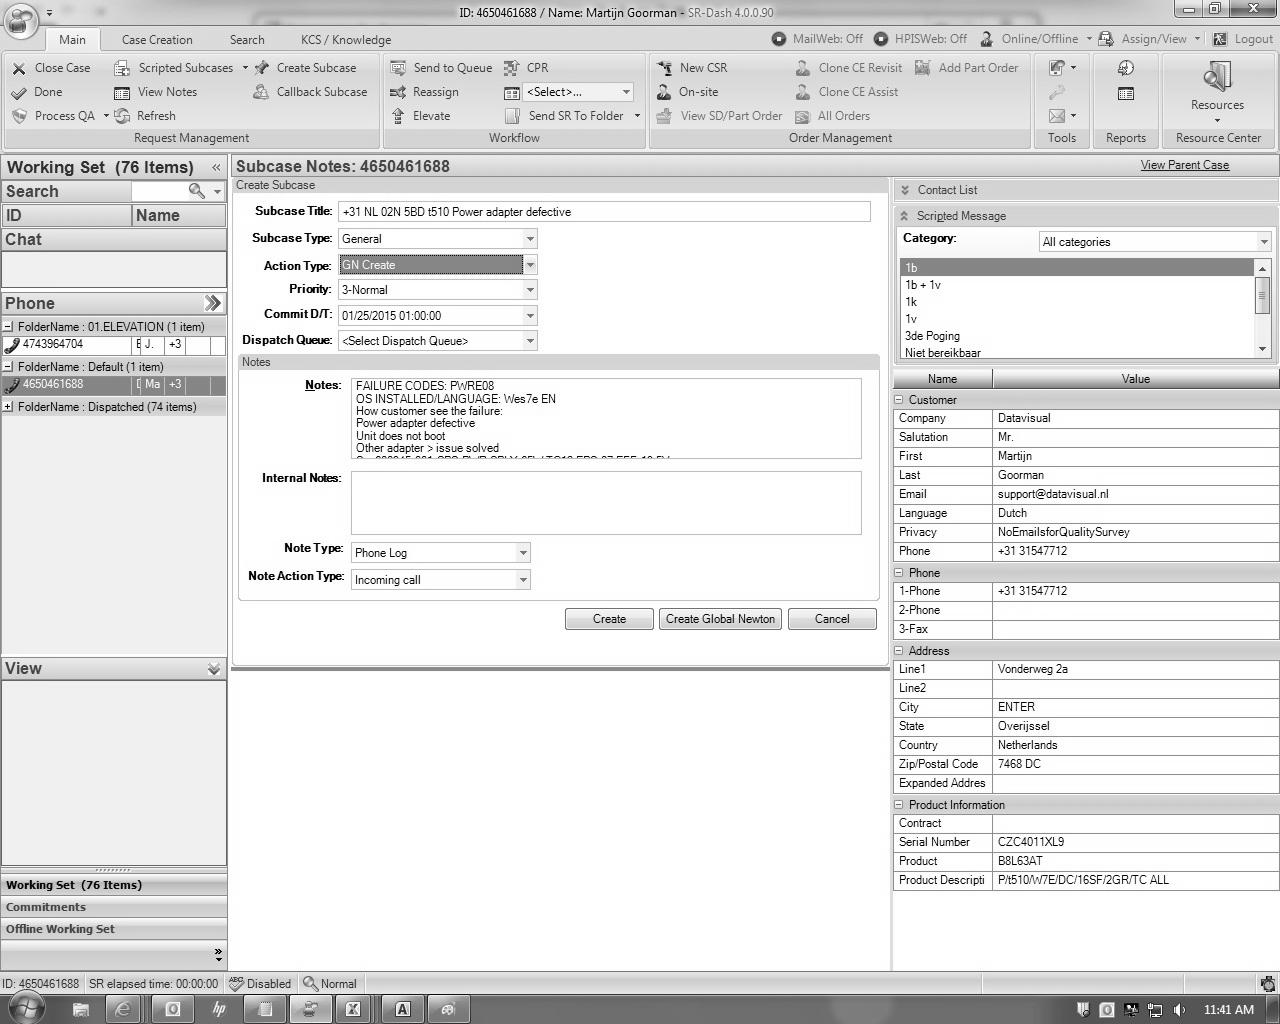 ID: 4650461688 / Name: Martijn Goorman - SR-Dash 4.0.0.90
Main Case Creation Search KCS / Knowledge MailWeb: Off HPISWeb: Off Online/Offline Assign/View Logout
Close Case Scripted Subcases Create Subcase Send to Queue CPR New CSR Clone CE Revisit Add Part Order
Done View Notes Callback Subcase Reassign <Select>... On-site Clone CE Assist
Process QA Refresh Elevate Send SR To Folder View SD/Part Order All Orders Resources
Request Management Workflow Order Management Tools Reports Resource Center
Working Set (76 Items) «
Search
ID Name
Chat
Phone
FolderName : 01.ELEVATION (1 item)
4743964704 J. +3
FolderName : Default (1 item)
4650461688 Ma +3
FolderName : Dispatched (74 items)
View
Working Set (76 Items)
Commitments
Offline Working Set
Subcase Notes: 4650461688 View Parent Case
Create Subcase
Subcase Title: +31 NL 02N 5BD t510 Power adapter defective
Subcase Type: General
Action Type: GN Create
Priority: 3-Normal
Commit D/T: 01/25/2015 01:00:00
Dispatch Queue: <Select Dispatch Queue>
Notes
Notes: FAILURE CODES: PWRE08
OS INSTALLED/LANGUAGE: Wes7e EN
How customer see the failure:
Power adapter defective
Unit does not boot
Other adapter > issue solved
Internal Notes:
Note Type: Phone Log
Note Action Type: Incoming call
Create Create Global Newton Cancel
Contact List
Scripted Message
Category: All categories
1b
1b + 1v
1k
1v
3de Poging
Niet bereikbaar
Name Value
Customer
Company Datavisual
Salutation Mr.
First Martijn
Last Goorman
Email support@datavisual.nl
Language Dutch
Privacy NoEmailsforQualitySurvey
Phone +31 31547712
Phone
1-Phone +31 31547712
2-Phone
3-Fax
Address
Line1 Vonderweg 2a
Line2
City ENTER
State Overijssel
Country Netherlands
Zip/Postal Code 7468 DC
Expanded Addres
Product Information
Contract
Serial Number CZC4011XL9
Product B8L63AT
Product Descripti P/t510/W7E/DC/16SF/2GR/TC ALL
ID: 4650461688 SR elapsed time: 00:00:00 Disabled Normal
hp 11:41 AM